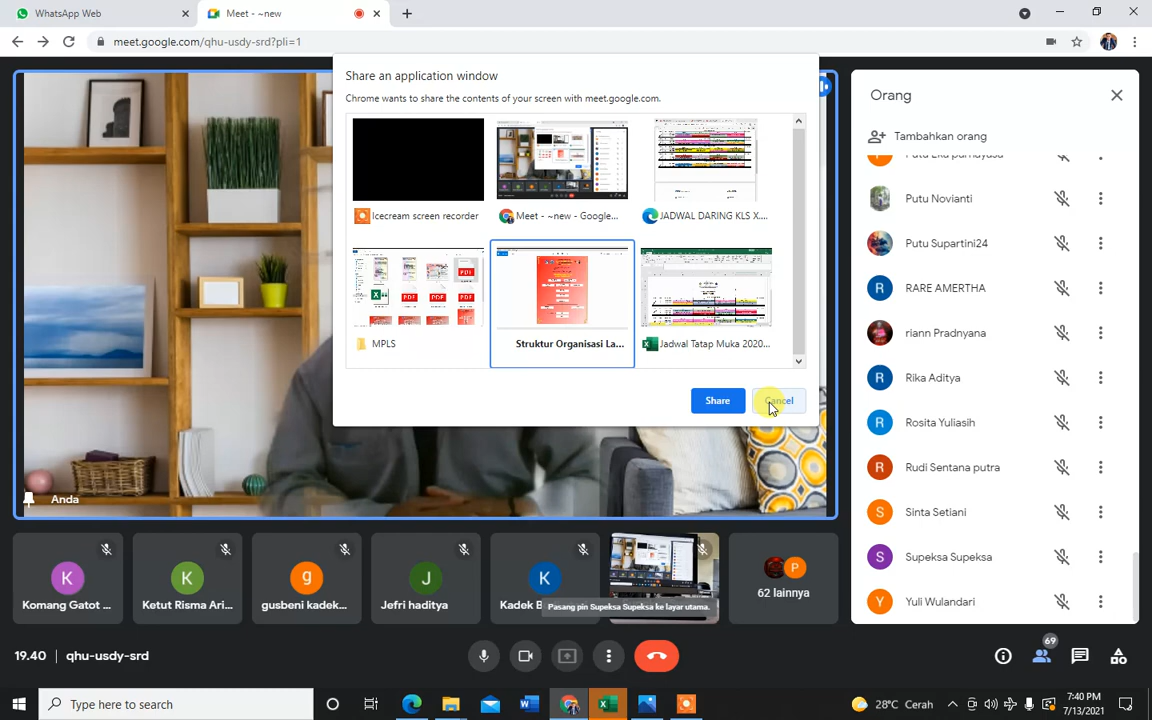 WhatsApp Web
Meet - ~new
meet.google.com/qhu-usdy-srd?pli=1
Share an application window
Chrome wants to share the contents of your screen with meet.google.com.
Icecream screen recorder
Meet - ~new - Google...
JADWAL DARING KLS X....
MPLS
Struktur Organisasi La...
Jadwal Tatap Muka 2020...
Share
Cancel
Anda
Orang
Tambahkan orang
Putu Novianti
Putu Supartini24
RARE AMERTHA
riann Pradnyana
Rika Aditya
Rosita Yuliasih
Rudi Sentana putra
Sinta Setiani
Supeksa Supeksa
Yuli Wulandari
R
R
R
R
S
S
Y
K
Komang Gatot ...
K
Ketut Risma Ari...
g
gusbeni kadek...
J
Jefri haditya
K
Kadek B
Pasang pin Supeksa Supeksa ke layar utama.
P
62 lainnya
19.40 | qhu-usdy-srd
69
Type here to search
28°C Cerah
7:40 PM
7/13/2021